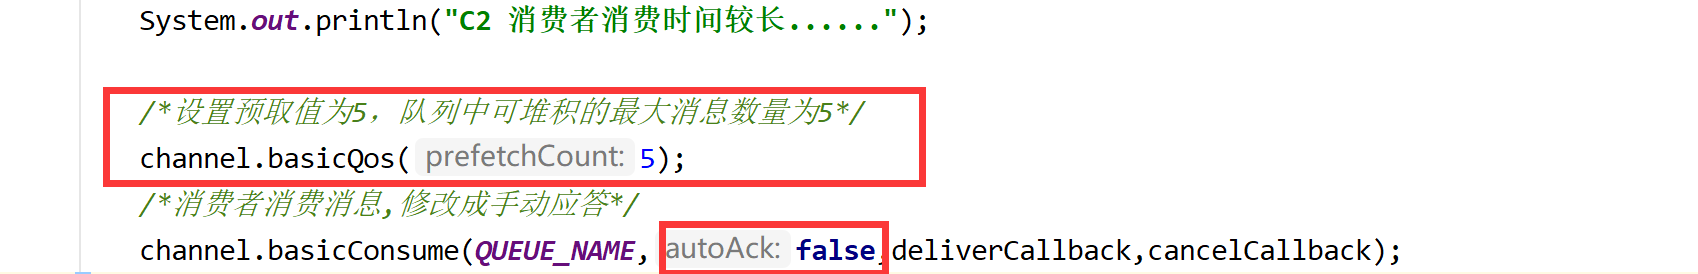 System.out.println("C2 消费者消费时间较长......");
/*设置预取值为5，队列中可堆积的最大消息数量为5*/
channel.basicQos( prefetchCount: 5);
/*消费者消费消息,修改成手动应答*/
channel.basicConsume(QUEUE_NAME, autoAck: false,deliverCallback,cancelCallback);